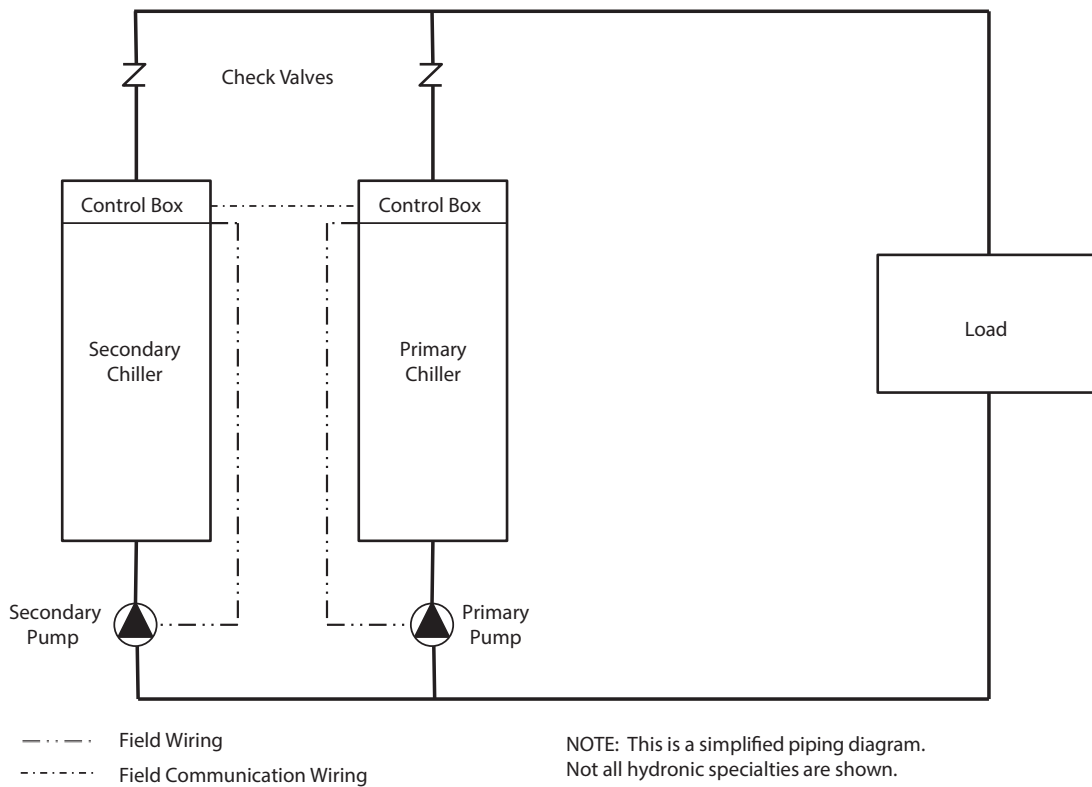 Check Valves
Control Box
Control Box
Secondary
Chiller
Primary
Chiller
Load
Secondary
Pump
Primary
Pump
Field Wiring
Field Communication Wiring
NOTE: This is a simplified piping diagram.
Not all hydronic specialties are shown.